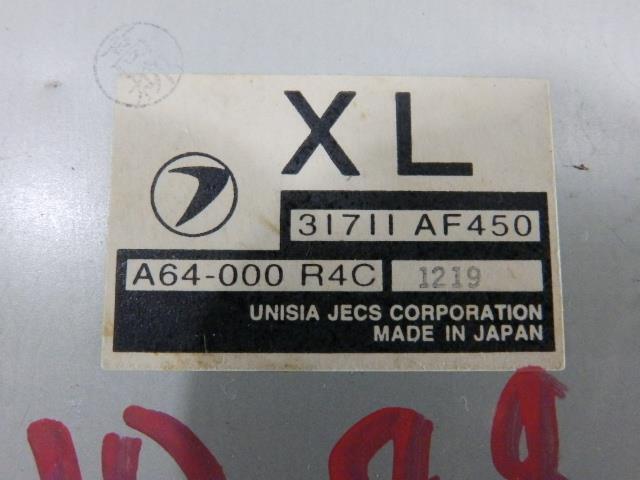 XL
31711 AF450
A64-000 R4C 1219
UNISIA JECS CORPORATION
MADE IN JAPAN